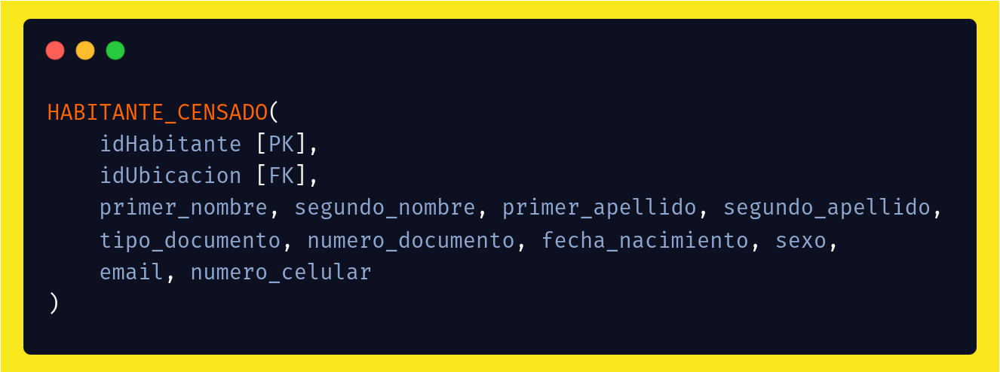 HABITANTE_CENSADO(
idHabitante [PK],
idUbicacion [FK],
primer_nombre, segundo_nombre, primer_apellido, segundo_apellido,
tipo_documento, numero_documento, fecha_nacimiento, sexo,
email, numero_celular
)